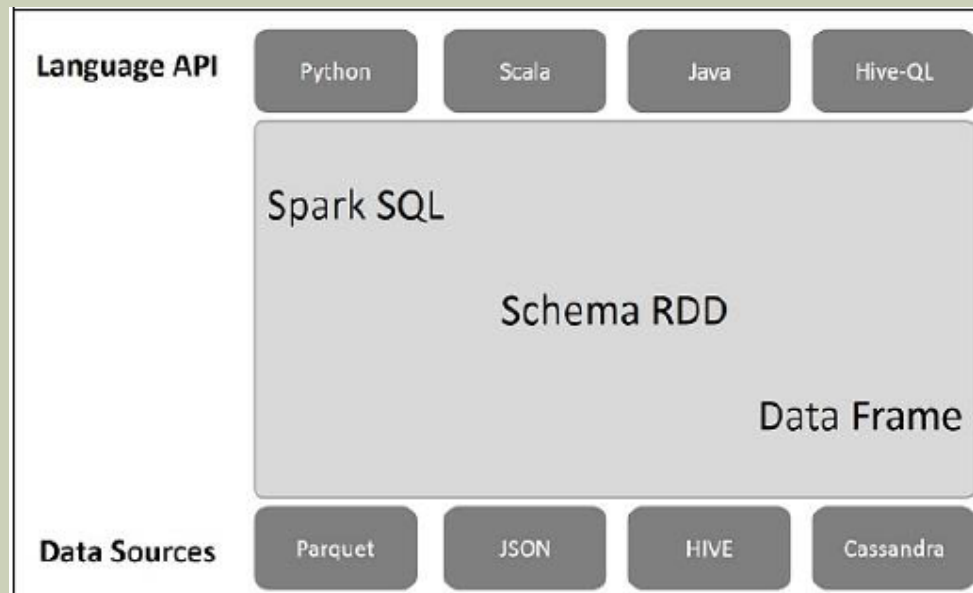 Language API
Python
Scala
Java
Hive-QL
Spark SQL
Schema RDD
Data Frame
Data Sources
Parquet
JSON
HIVE
Cassandra